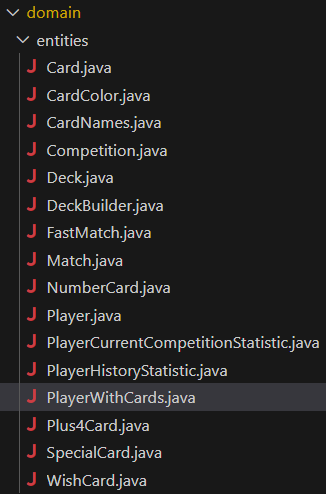 domain
entities
Card.java
CardColor.java
CardNames.java
Competition.java
Deck.java
DeckBuilder.java
FastMatch.java
Match.java
NumberCard.java
Player.java
PlayerCurrentCompetitionStatistic.java
PlayerHistoryStatistic.java
PlayerWithCards.java
Plus4Card.java
SpecialCard.java
WishCard.java